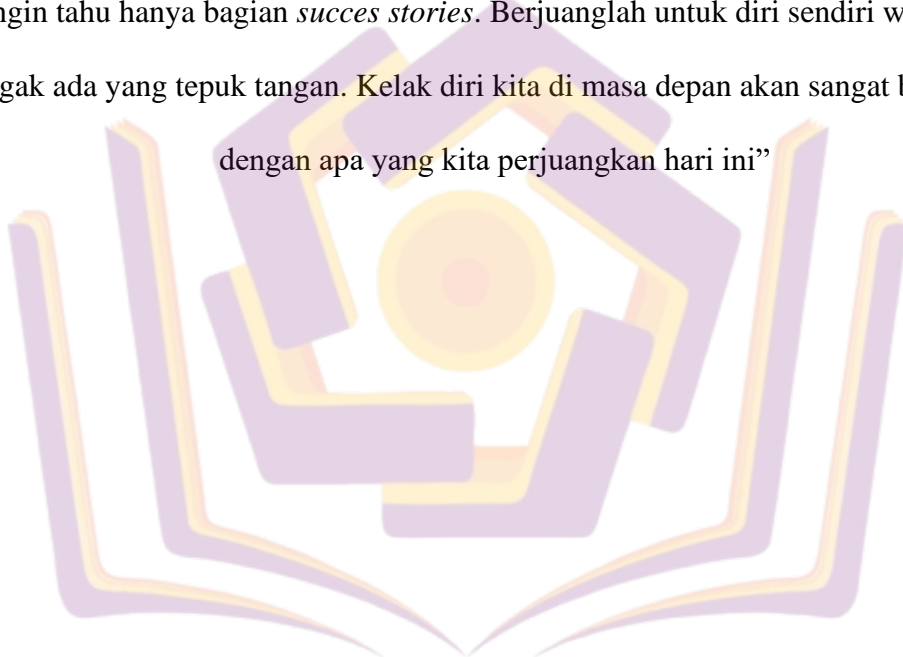 ngin tahu hanya bagian succes stories. Berjuanglah untuk diri sendiri w
gak ada yang tepuk tangan. Kelak diri kita di masa depan akan sangat b
dengan apa yang kita perjuangkan hari ini”